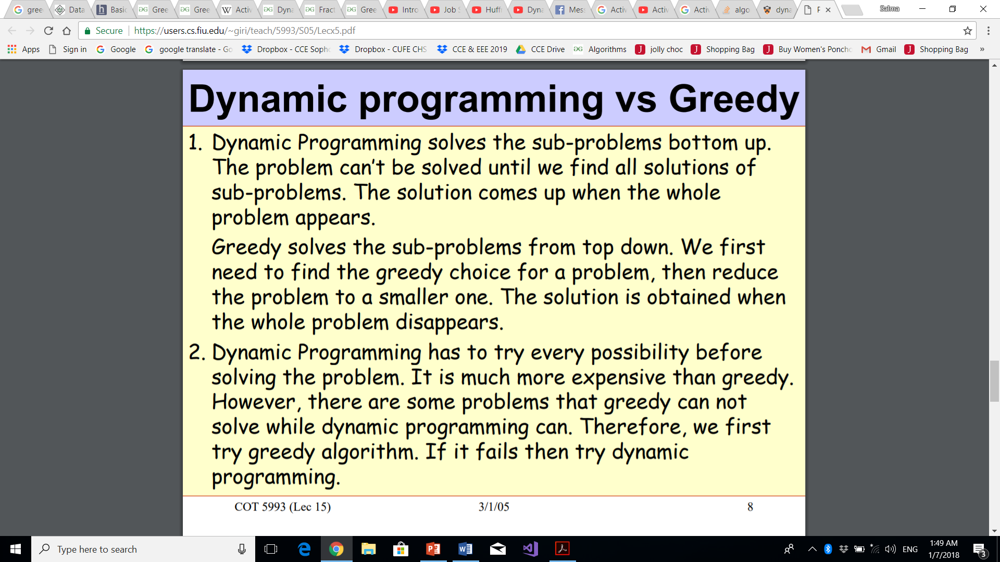 gree
Data
Basic
Gree
Gree
Activ
Dyna
Fract
Gree
Intro
Job S
Huff
Dyna
Mes
Activ
Activ
Activ
algo
dyna
Salma
Secure https://users.cs.fiu.edu/~giri/teach/5993/S05/Lecx5.pdf
Apps Sign in Google google translate - Go Dropbox - CCE Soph Dropbox - CUFE CHS CCE & EEE 2019 CCE Drive Algorithms jolly choc Shopping Bag Buy Women's Poncho Gmail Shopping Bag »
Dynamic programming vs Greedy
1. Dynamic Programming solves the sub-problems bottom up.
The problem can't be solved until we find all solutions of
sub-problems. The solution comes up when the whole
problem appears.
Greedy solves the sub-problems from top down. We first
need to find the greedy choice for a problem, then reduce
the problem to a smaller one. The solution is obtained when
the whole problem disappears.
2. Dynamic Programming has to try every possibility before
solving the problem. It is much more expensive than greedy.
However, there are some problems that greedy can not
solve while dynamic programming can. Therefore, we first
try greedy algorithm. If it fails then try dynamic
programming.
COT 5993 (Lec 15) 3/1/05 8
Type here to search
ENG
1:49 AM
1/7/2018
3